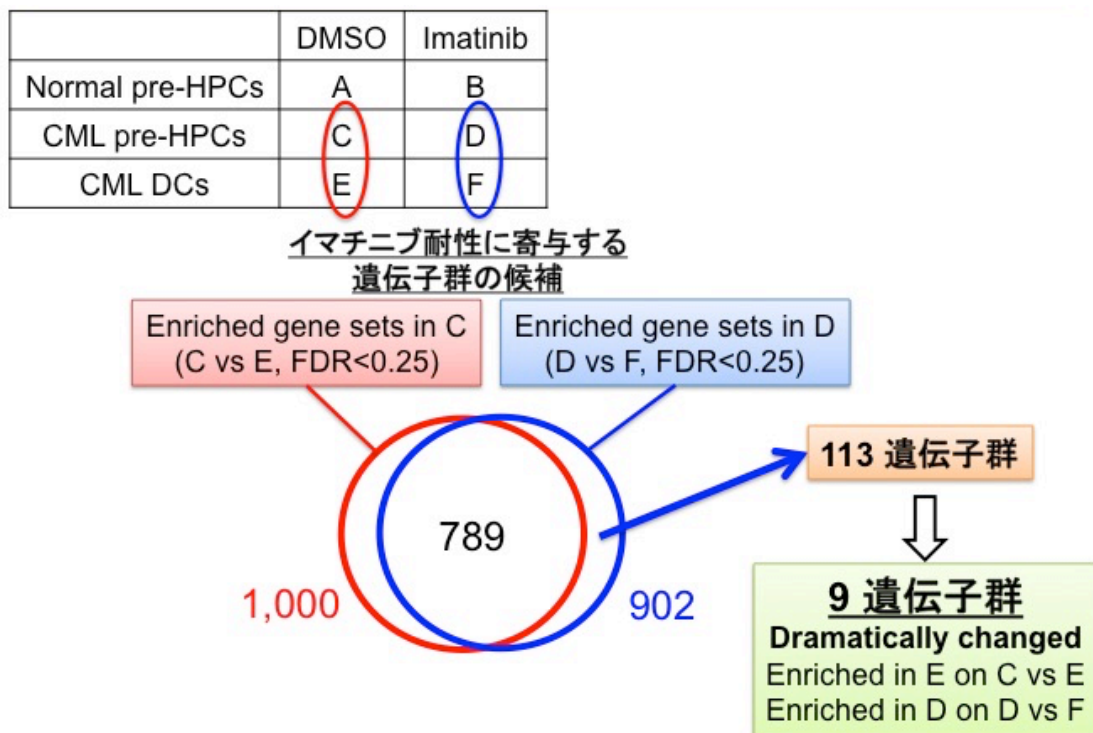 DMSO Imatinib
Normal pre-HPCs A B
CML pre-HPCs C D
CML DCs E F
イマチニブ耐性に寄与する
遺伝子群の候補
Enriched gene sets in C
(C vs E, FDR<0.25)
Enriched gene sets in D
(D vs F, FDR<0.25)
113 遺伝子群
789
1,000
902
9 遺伝子群
Dramatically changed
Enriched in E on C vs E
Enriched in D on D vs F